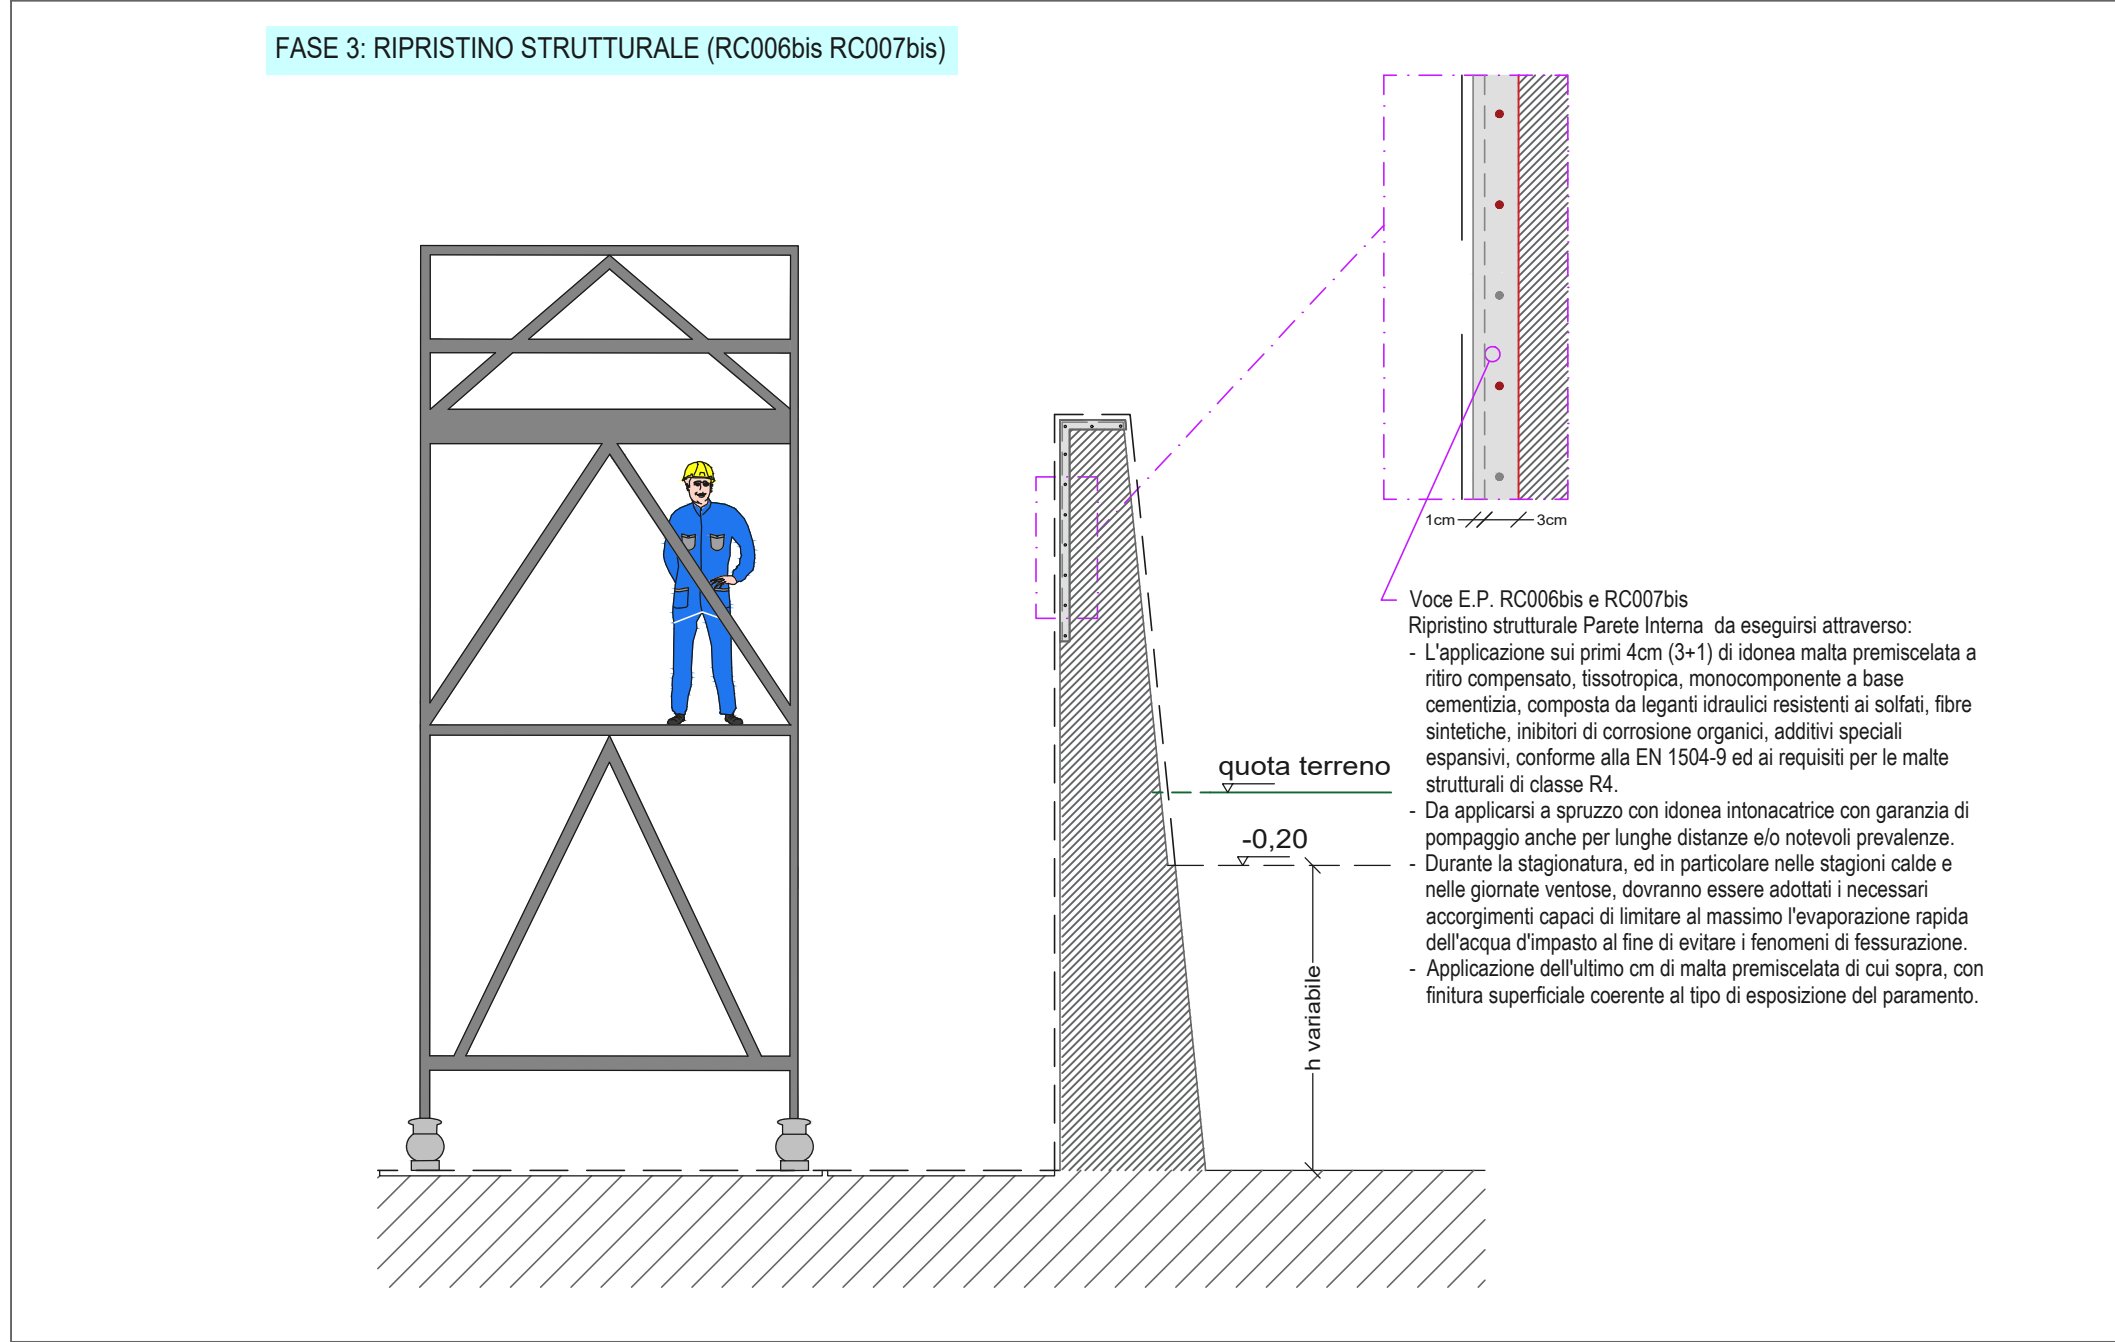 FASE 3: RIPRISTINO STRUTTURALE (RC006bis RC007bis)
1cm
3cm
Voce E.P. RC006bis e RC007bis
Ripristino strutturale Parete Interna da eseguirsi attraverso:
- L'applicazione sui primi 4cm (3+1) di idonea malta premiscelata a
ritiro compensato, tissotropica, monocomponente a base
cementizia, composta da leganti idraulici resistenti ai solfati, fibre
sintetiche, inibitori di corrosione organici, additivi speciali
espansivi, conforme alla EN 1504-9 ed ai requisiti per le malte
strutturali di classe R4.
- Da applicarsi a spruzzo con idonea intonacatrice con garanzia di
pompaggio anche per lunghe distanze e/o notevoli prevalenze.
- Durante la stagionatura, ed in particolare nelle stagioni calde e
nelle giornate ventose, dovranno essere adottati i necessari
accorgimenti capaci di limitare al massimo l'evaporazione rapida
dell'acqua d'impasto al fine di evitare i fenomeni di fessurazione.
- Applicazione dell'ultimo cm di malta premiscelata di cui sopra, con
finitura superficiale coerente al tipo di esposizione del paramento.
quota terreno
-0,20
h variabile